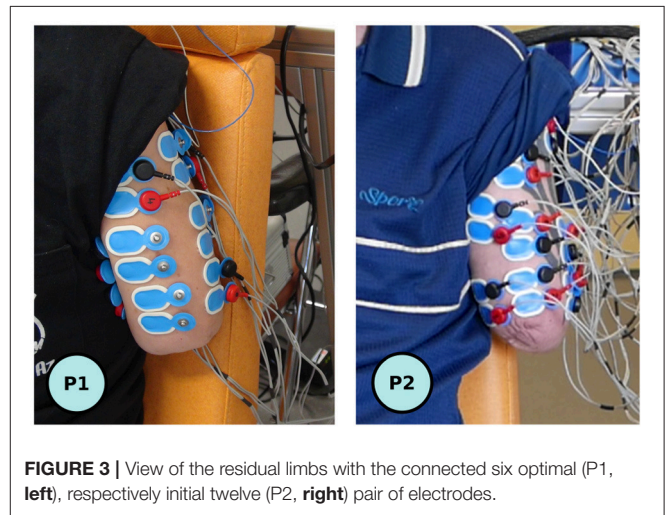 Sport
P1
P2
FIGURE 3 | View of the residual limbs with the connected six optimal (P1,
left), respectively initial twelve (P2, right) pair of electrodes.